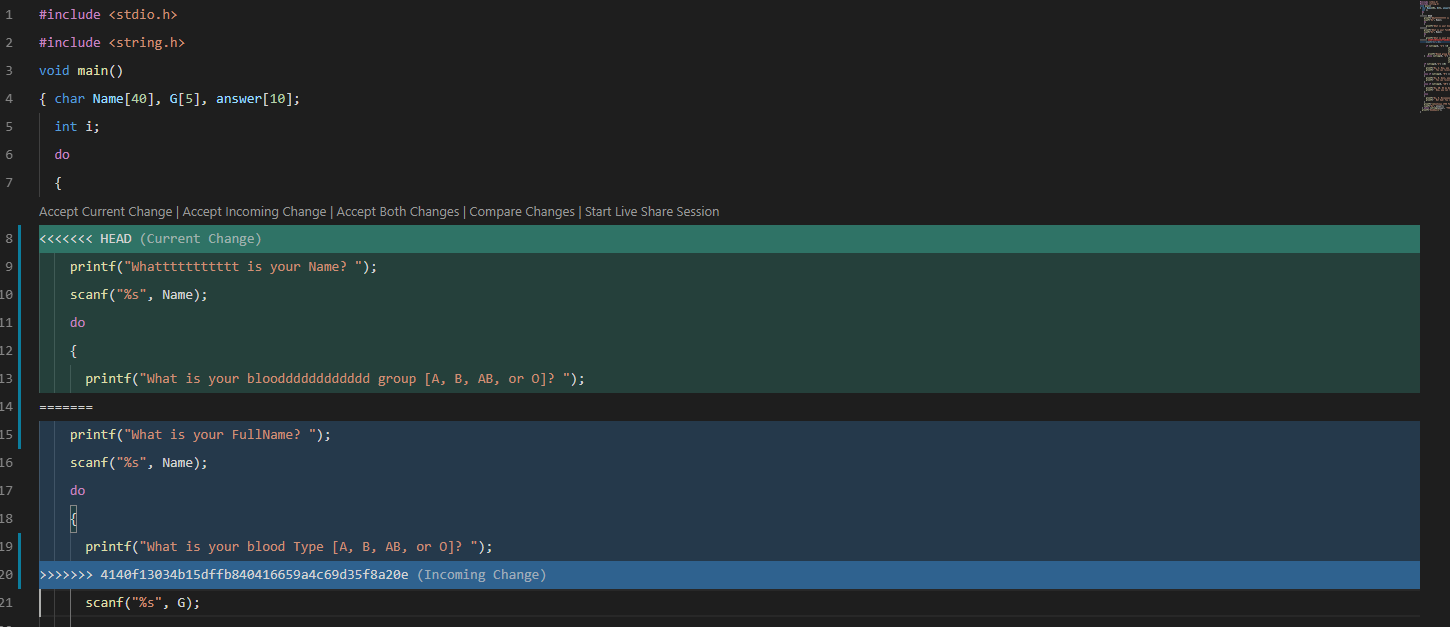 1 #include <stdio.h>
2 #include <string.h>
3 void main()
4 { char Name[40], G[5], answer[10];
5 int i;
6 do
7 {
Accept Current Change | Accept Incoming Change | Accept Both Changes | Compare Changes | Start Live Share Session
8 <<<<<<< HEAD (Current Change)
9 printf("Whatttttttttttt is your Name? ");
10 scanf("%s", Name);
11 do
12 {
13 printf("What is your bloodddddddddddd group [A, B, AB, or O]? ");
14 =======
15 printf("What is your FullName? ");
16 scanf("%s", Name);
17 do
18 {
19 printf("What is your blood Type [A, B, AB, or O]? ");
20 >>>>>>> 4140f13034b15dffb840416659a4c69d35f8a20e (Incoming Change)
21 scanf("%s", G);